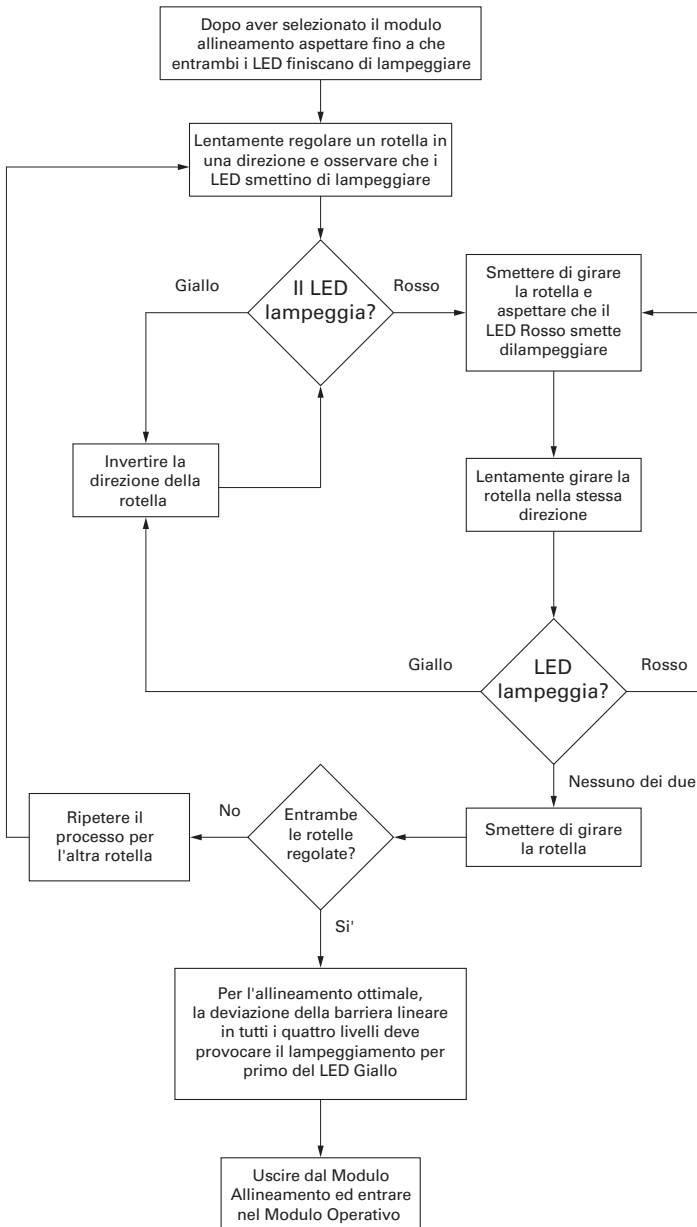 Dopo aver selezionato il modulo
allineamento aspettare fino a che
entrambi i LED finiscano di lampeggiare
Lentamente regolare un rotella in
una direzione e osservare che i
LED smettino di lampeggiare
Giallo
Il LED
lampeggia?
Rosso
Smettere di girare
la rotella e
aspettare che il
LED Rosso smette
dilampeggiare
Invertire la
direzione della
rotella
Lentamente girare la
rotella nella stessa
direzione
Giallo
LED
lampeggia?
Rosso
Nessuno dei due
Ripetere il
processo per
l'altra rotella
No
Entrambe
le rotelle
regolate?
Smettere di girare
la rotella
Si'
Per l'allineamento ottimale,
la deviazione della barriera lineare
in tutti i quattro livelli deve
provocare il lampeggiamento per
primo del LED Giallo
Uscire dal Modulo
Allineamento ed entrare
nel Modulo Operativo